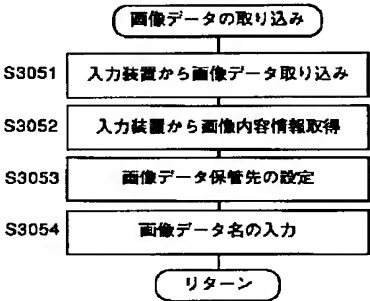 画像データの取り込み
S3051 入力装置から画像データ取り込み
S3052 入力装置から画像内容情報取得
S3053 画像データ保管先の設定
S3054 画像データ名の入力
リターン